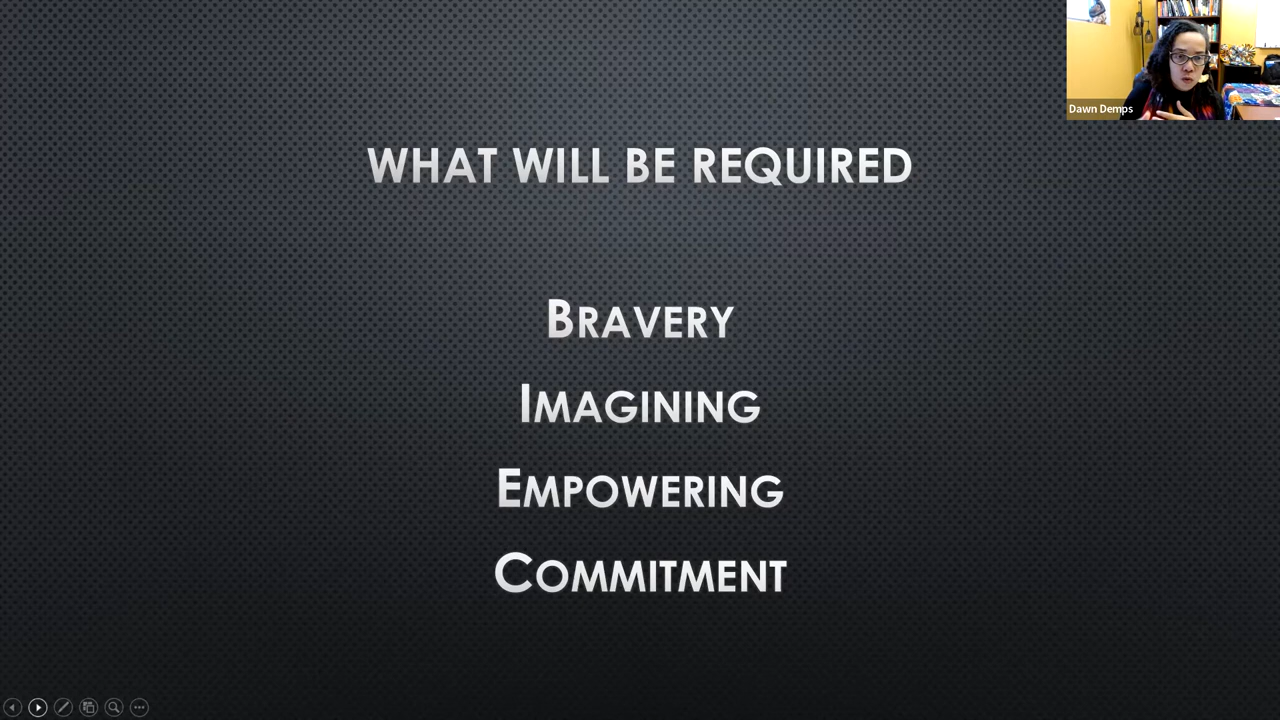 Dawn Demps
WHAT WILL BE REQUIRED
BRAVERY
IMAGINING
EMPOWERING
COMMITMENT